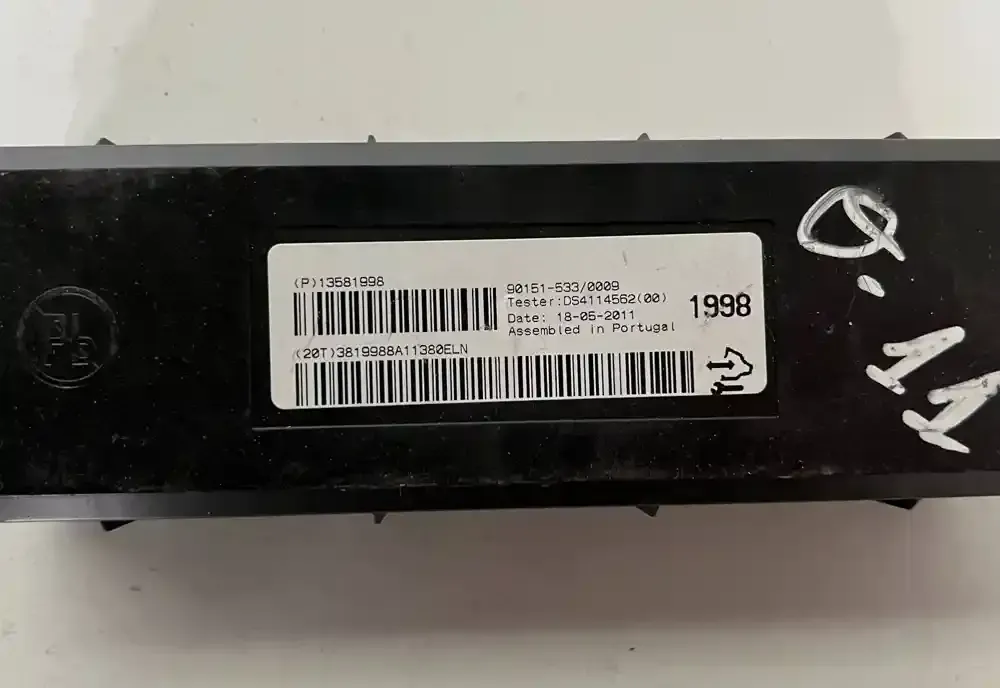 (P)13581998
90151-533/0009
Tester:DS4114562(00)
Date: 18-05-2011
Assembled in Portugal
1998
(20T)3819988A11380ELN